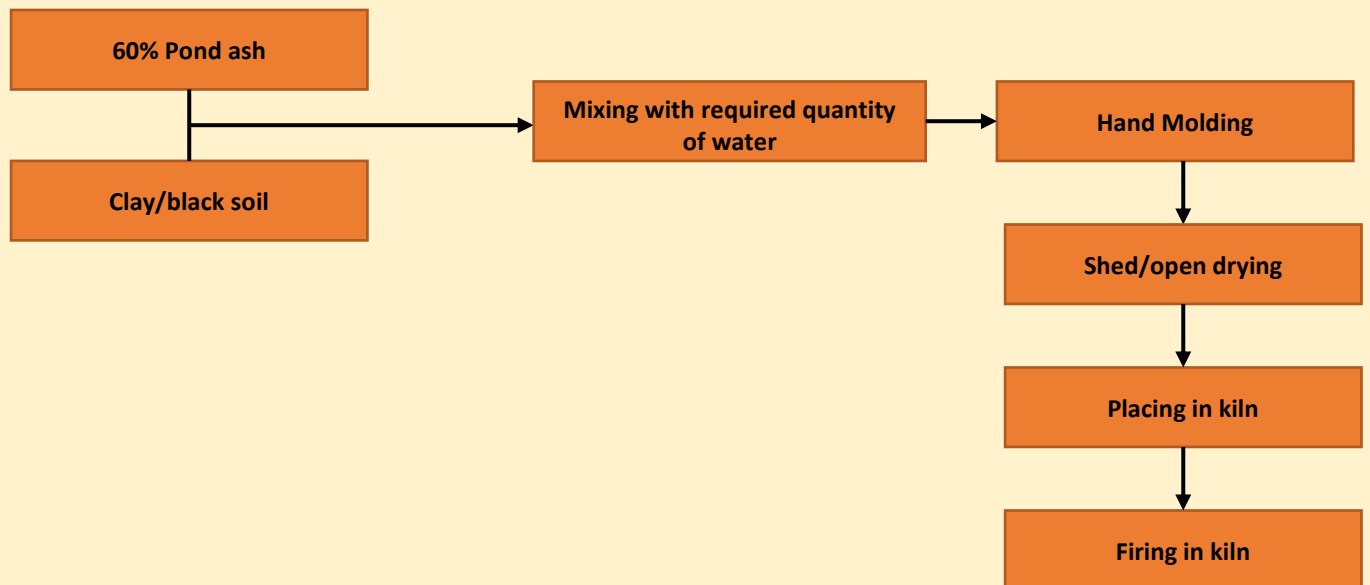 60% Pond ash
Clay/black soil
Mixing with required quantity
of water
Hand Molding
Shed/open drying
Placing in kiln
Firing in kiln